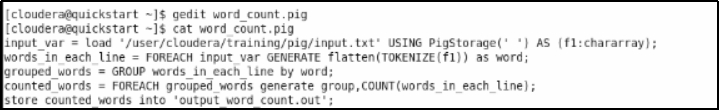 [cloudera@quickstart ~]$ gedit word_count.pig
[cloudera@quickstart ~]$ cat word_count.pig
input_var = load '/user/cloudera/training/pig/input.txt' USING PigStorage(' ') AS (f1:chararray);
words_in_each_line = FOREACH input_var GENERATE flatten(TOKENIZE(f1)) as word;
grouped_words = GROUP words_in_each_line by word;
counted_words = FOREACH grouped_words generate group,COUNT(words_in_each_line);
store counted_words into 'output_word_count.out';